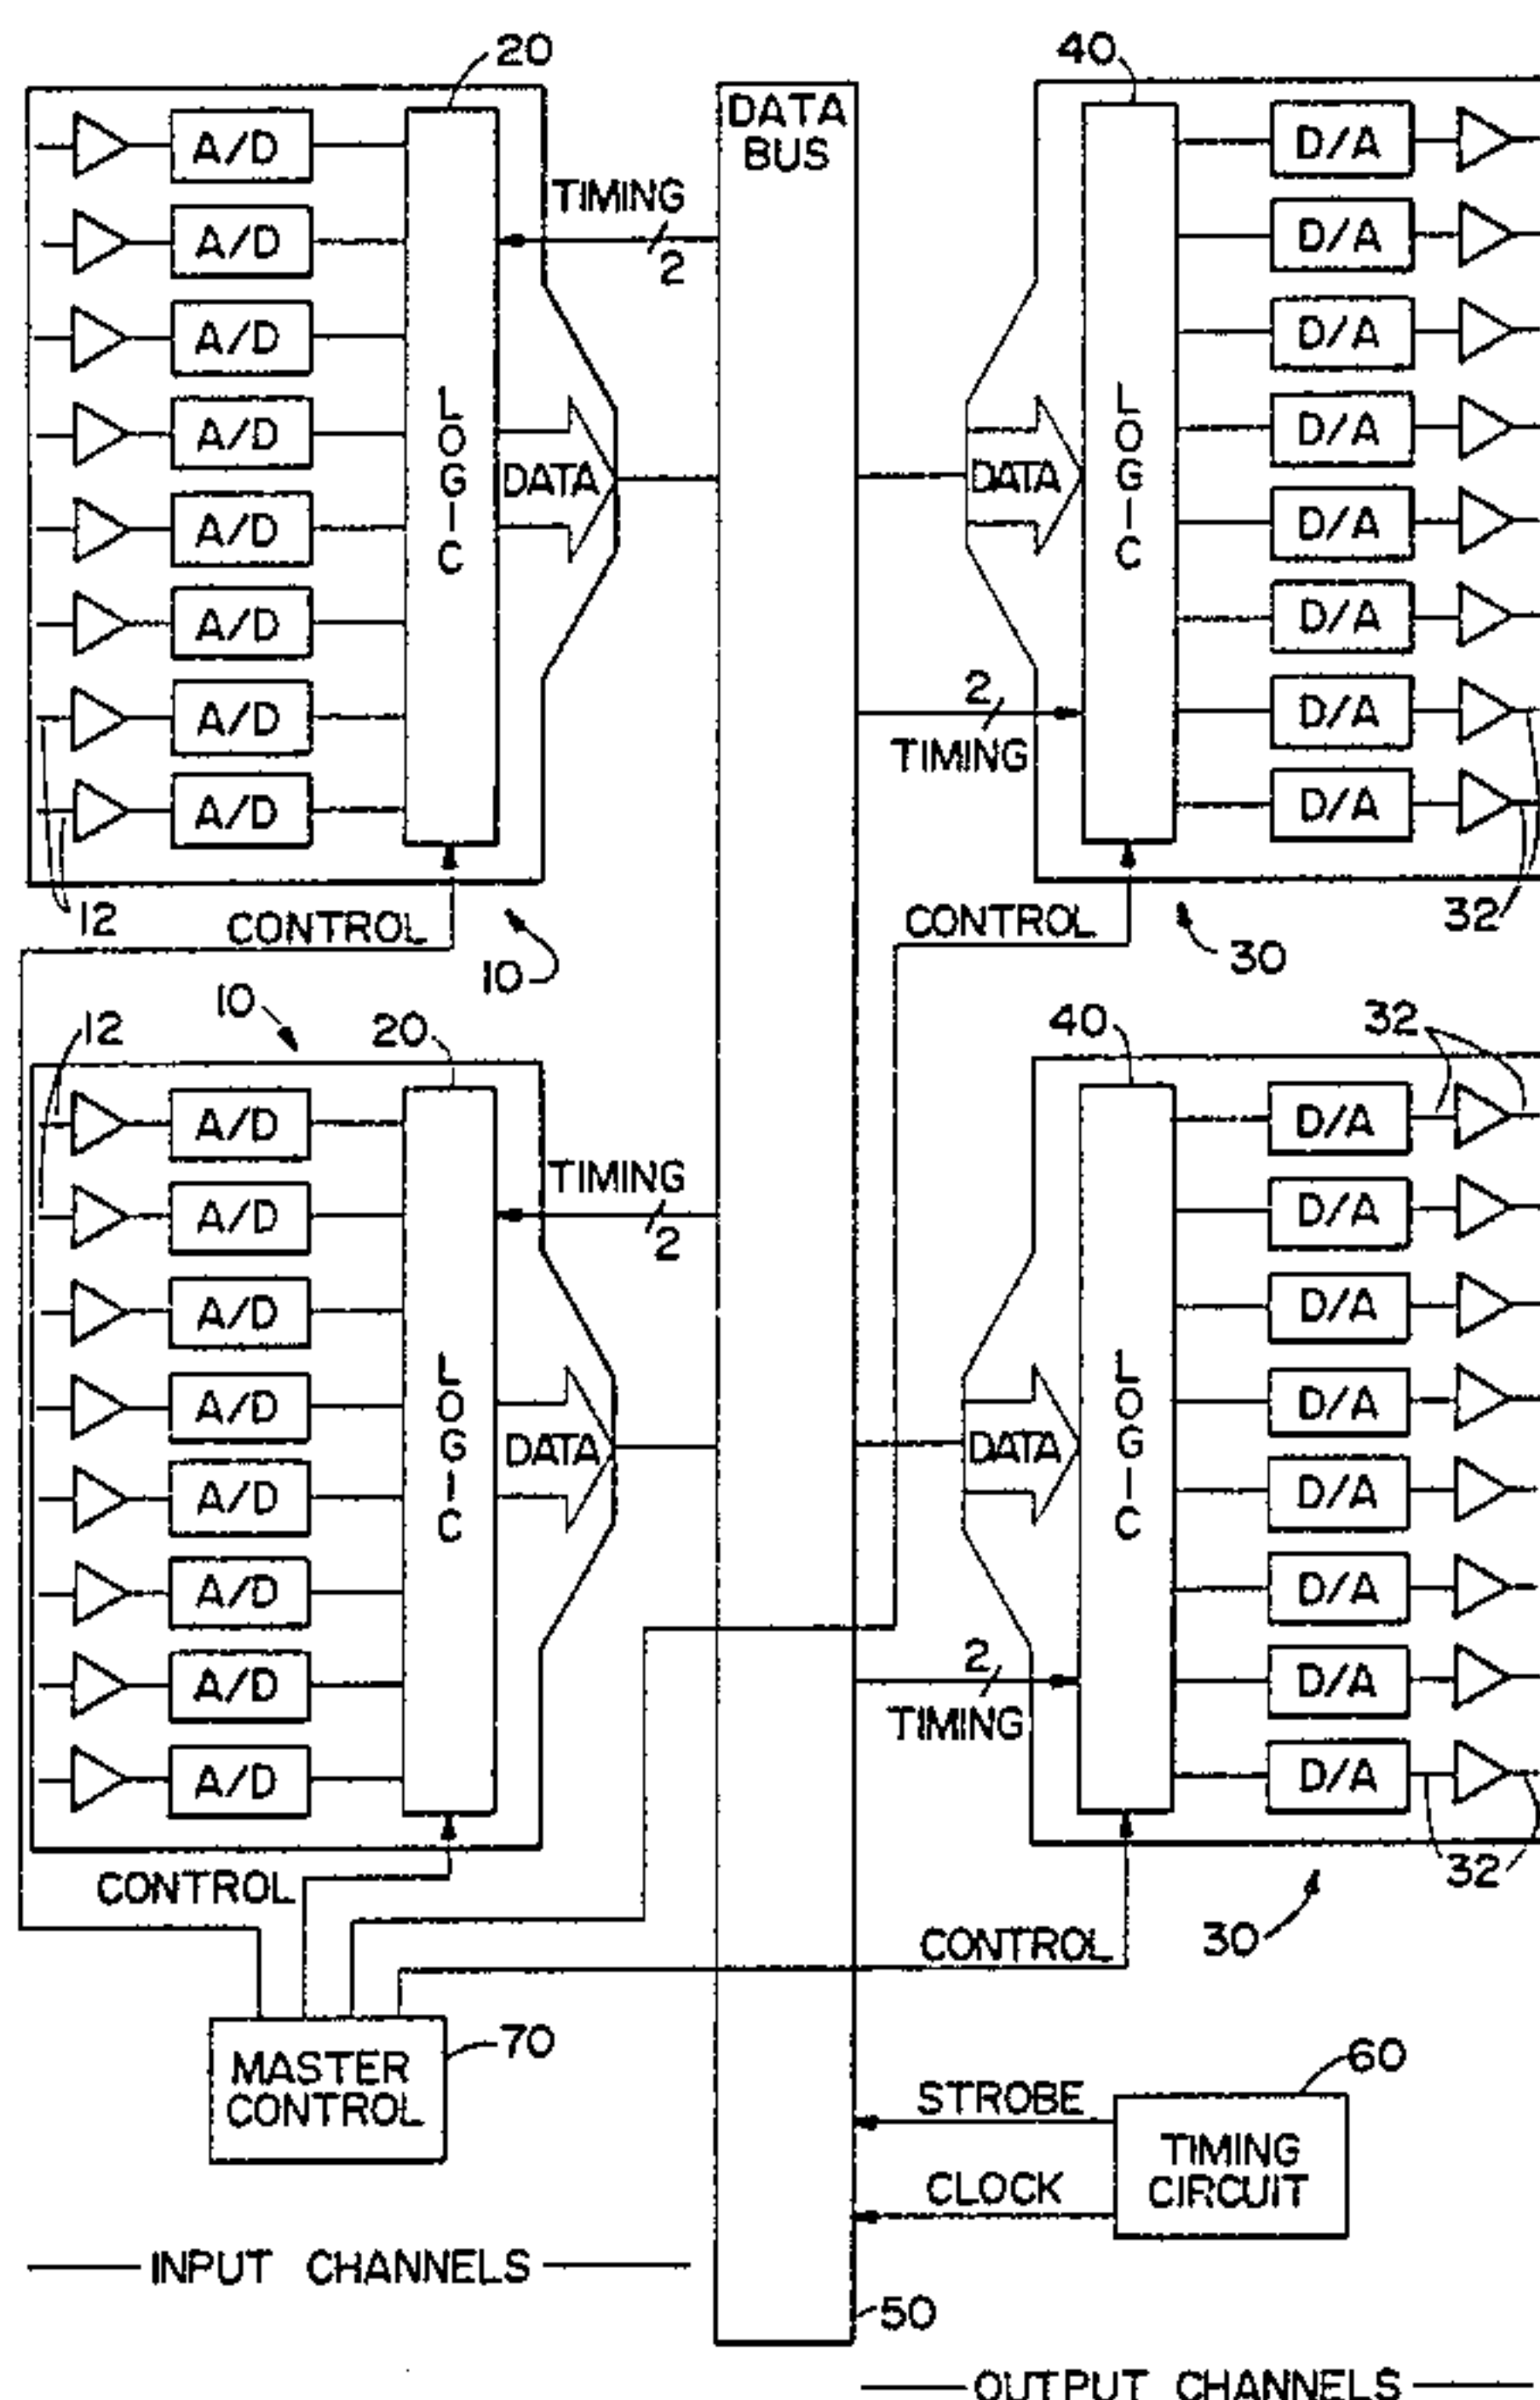 20
40
DATA
BUS
A/D
D/A
A/D
TIMING
2
D/A
A/D
D/A
A/D
D/A
LOGIC
DATA
DATA
LOGIC
A/D
D/A
A/D
D/A
A/D
2
D/A
TIMING
A/D
D/A
12
CONTROL
10
CONTROL
30
32
12
10
20
40
32
A/D
D/A
A/D
TIMING
2
D/A
A/D
D/A
A/D
D/A
LOGIC
DATA
DATA
LOGIC
A/D
D/A
A/D
D/A
A/D
2
D/A
TIMING
A/D
D/A
CONTROL
32
30
CONTROL
MASTER
CONTROL
70
60
STROBE
TIMING
CIRCUIT
CLOCK
INPUT CHANNELS
50
OUTPUT CHANNELS